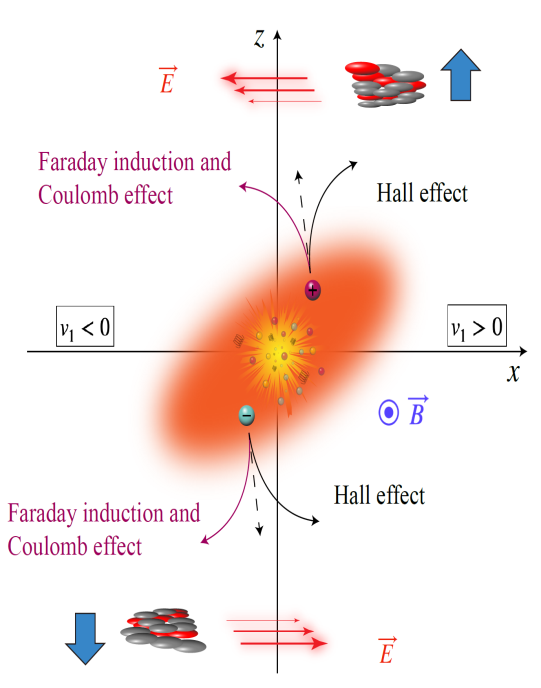 z
E
Faraday induction and
Coulomb effect
Hall effect
+
v₁ < 0
v₁ > 0
x
B
−
Hall effect
Faraday induction and
Coulomb effect
E